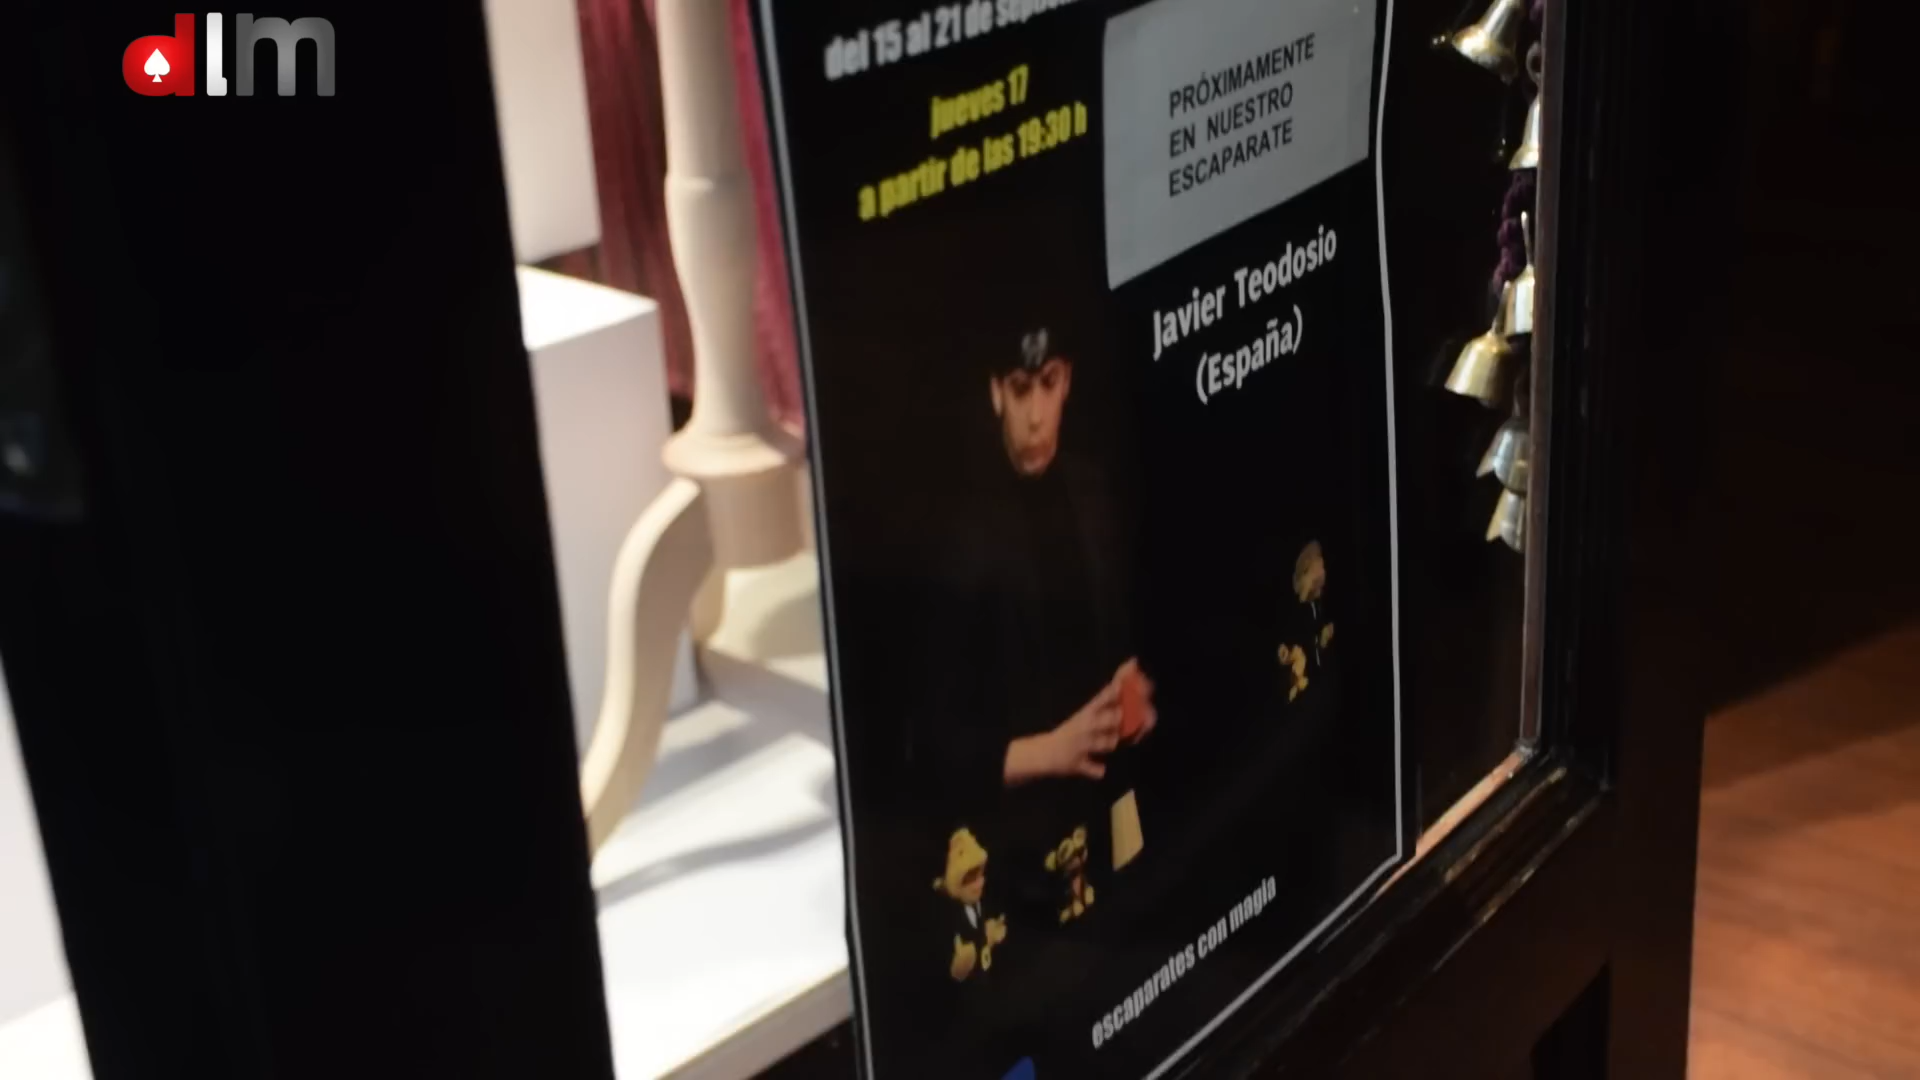 dlm
del 15 al 21 de
jueves 17
a partir de las 19:30 h
PRÓXIMAMENTE
EN NUESTRO
ESCAPARATE
Javier Teodosio
(España)
escaparates con magia